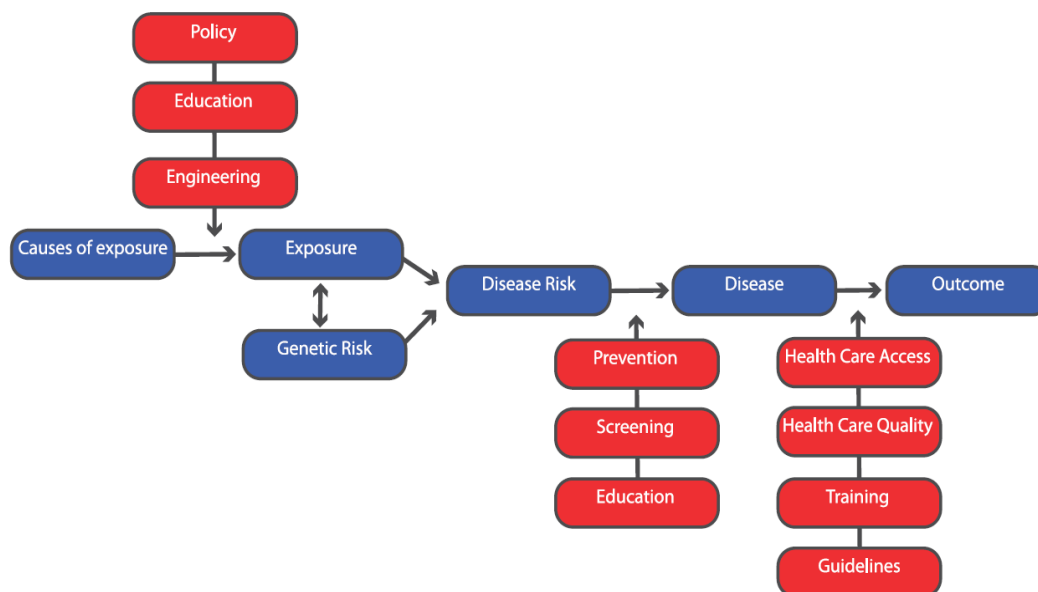 Policy
Education
Engineering
Causes of exposure
Exposure
Genetic Risk
Disease Risk
Disease
Outcome
Prevention
Screening
Education
Health Care Access
Health Care Quality
Training
Guidelines